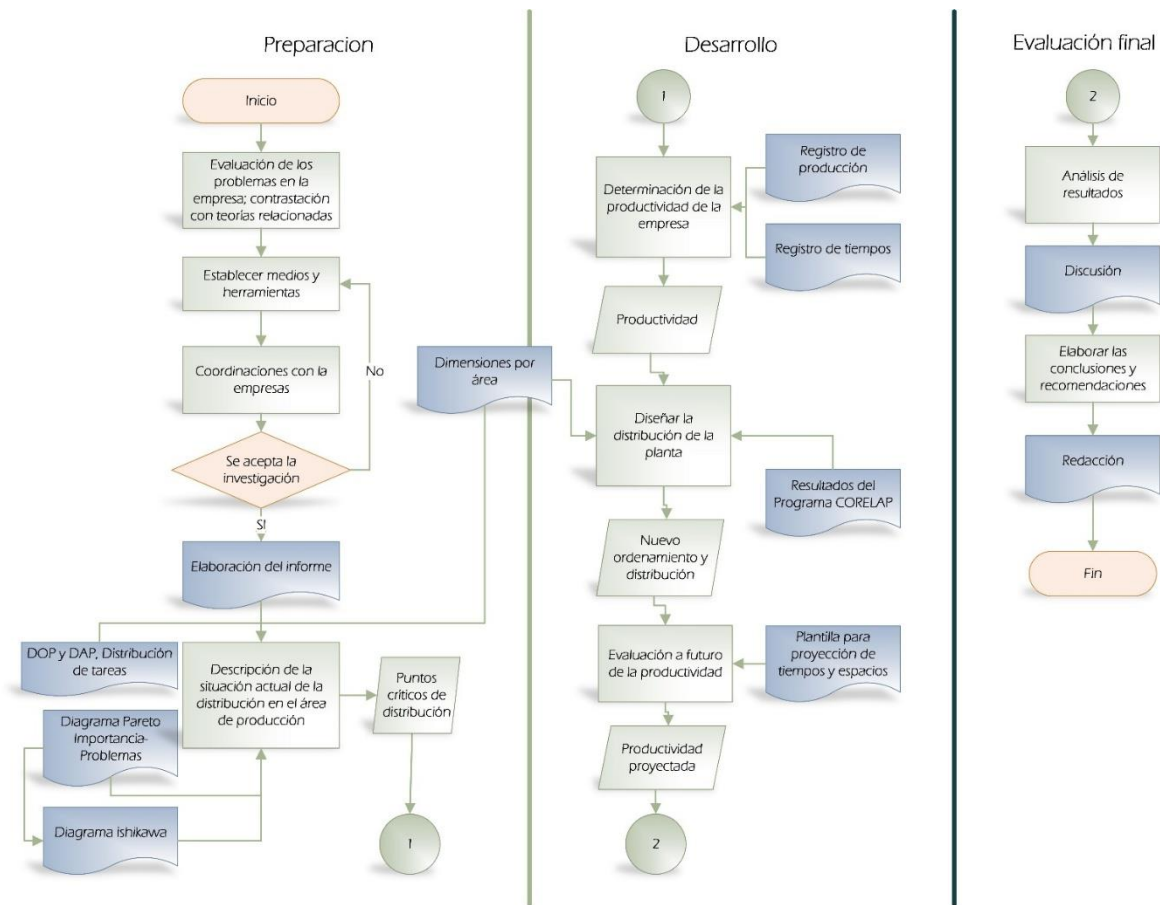 Preparacion
Inicio
Evaluación de los
problemas en la
empresa; contrastación
con teorías relacionadas
Establecer medios y
herramientas
Coordinaciones con la
empresas
No
Se acepta la
investigación
SI
Elaboración del informe
DOP y DAP, Distribución
de tareas
Descripción de la
situación actual de la
distribución en el área
de producción
Puntos
críticos de
distribución
Diagrama Pareto
Importancia-
Problemas
Diagrama ishikawa
1
Desarrollo
1
Determinación de la
productividad de la
empresa
Registro de
producción
Registro de tiempos
Productividad
Dimensiones por
área
Diseñar la
distribución de la
planta
Resultados del
Programa CORELAP
Nuevo
ordenamiento y
distribución
Evaluación a futuro
de la productividad
Plantilla para
proyección de
tiempos y espacios
Productividad
proyectada
2
Evaluación final
2
Análisis de
resultados
Discusión
Elaborar las
conclusiones y
recomendaciones
Redacción
Fin